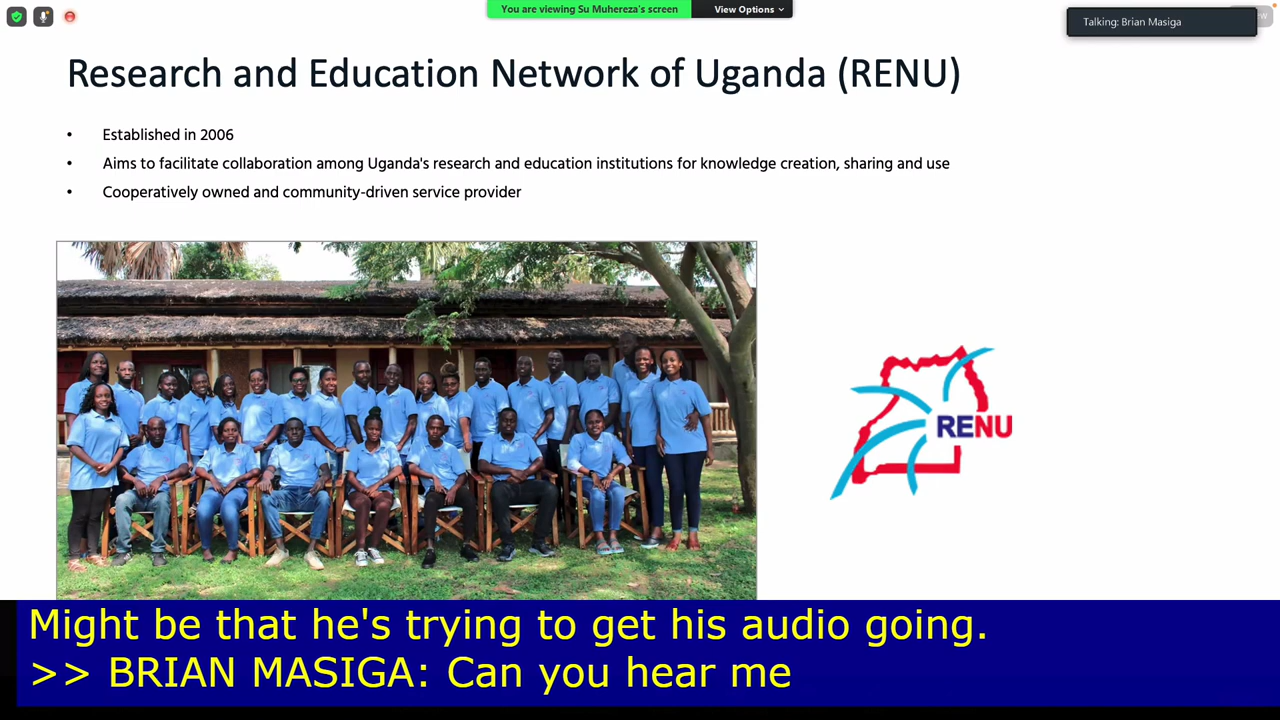 You are viewing Su Muhereza's screen
View Options
Talking: Brian Masiga
Research and Education Network of Uganda (RENU)
• Established in 2006
• Aims to facilitate collaboration among Uganda's research and education institutions for knowledge creation, sharing and use
• Cooperatively owned and community-driven service provider
RENU
Might be that he's trying to get his audio going.
>> BRIAN MASIGA: Can you hear me